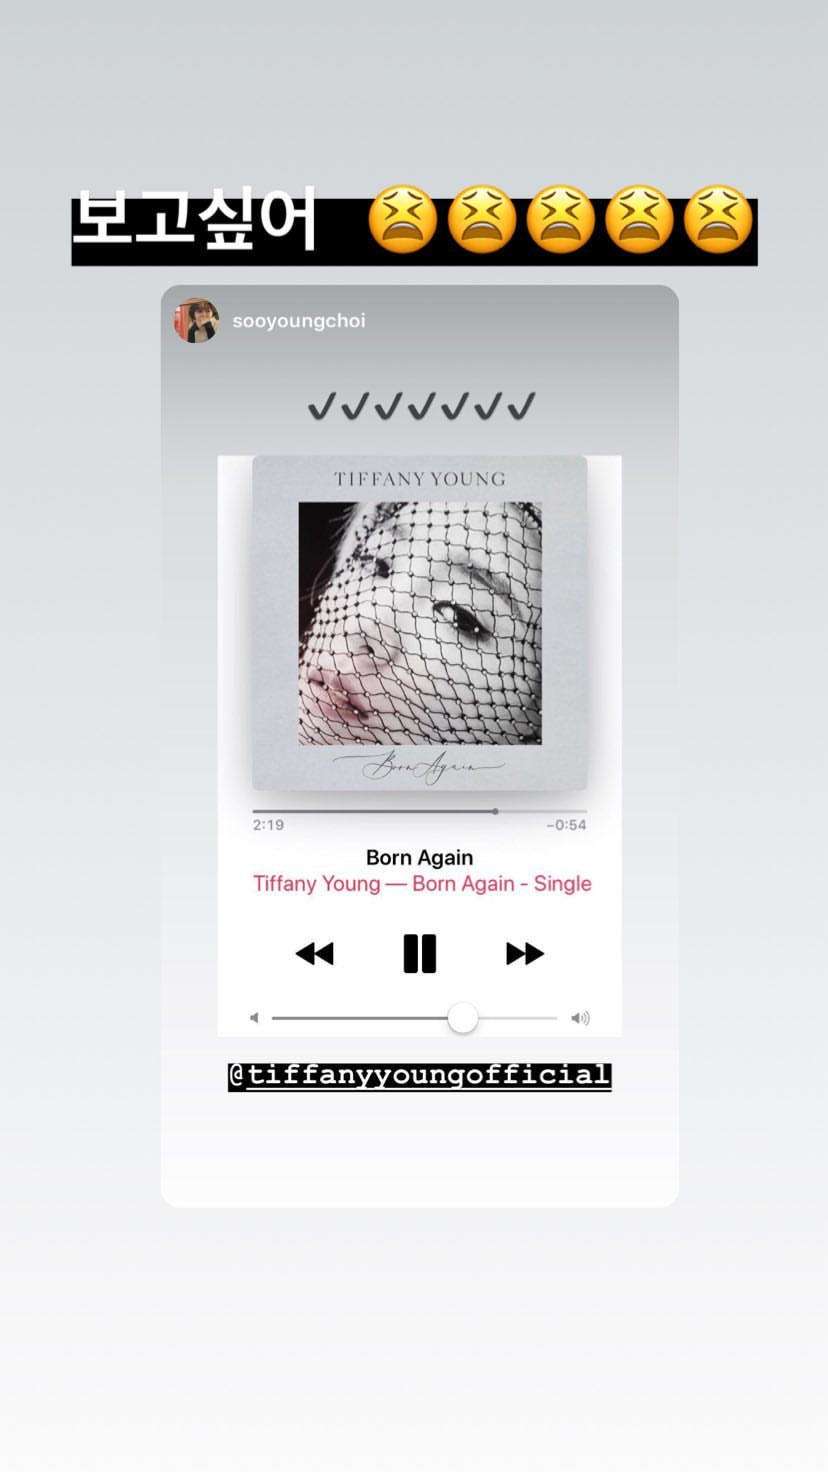 보고싶어 😫😫😫😫😫
sooyoungchoi
✔✔✔✔✔✔✔
TIFFANY YOUNG
Born Again
2:19
−0:54
Born Again
Tiffany Young — Born Again - Single
@tiffanyyoungofficial